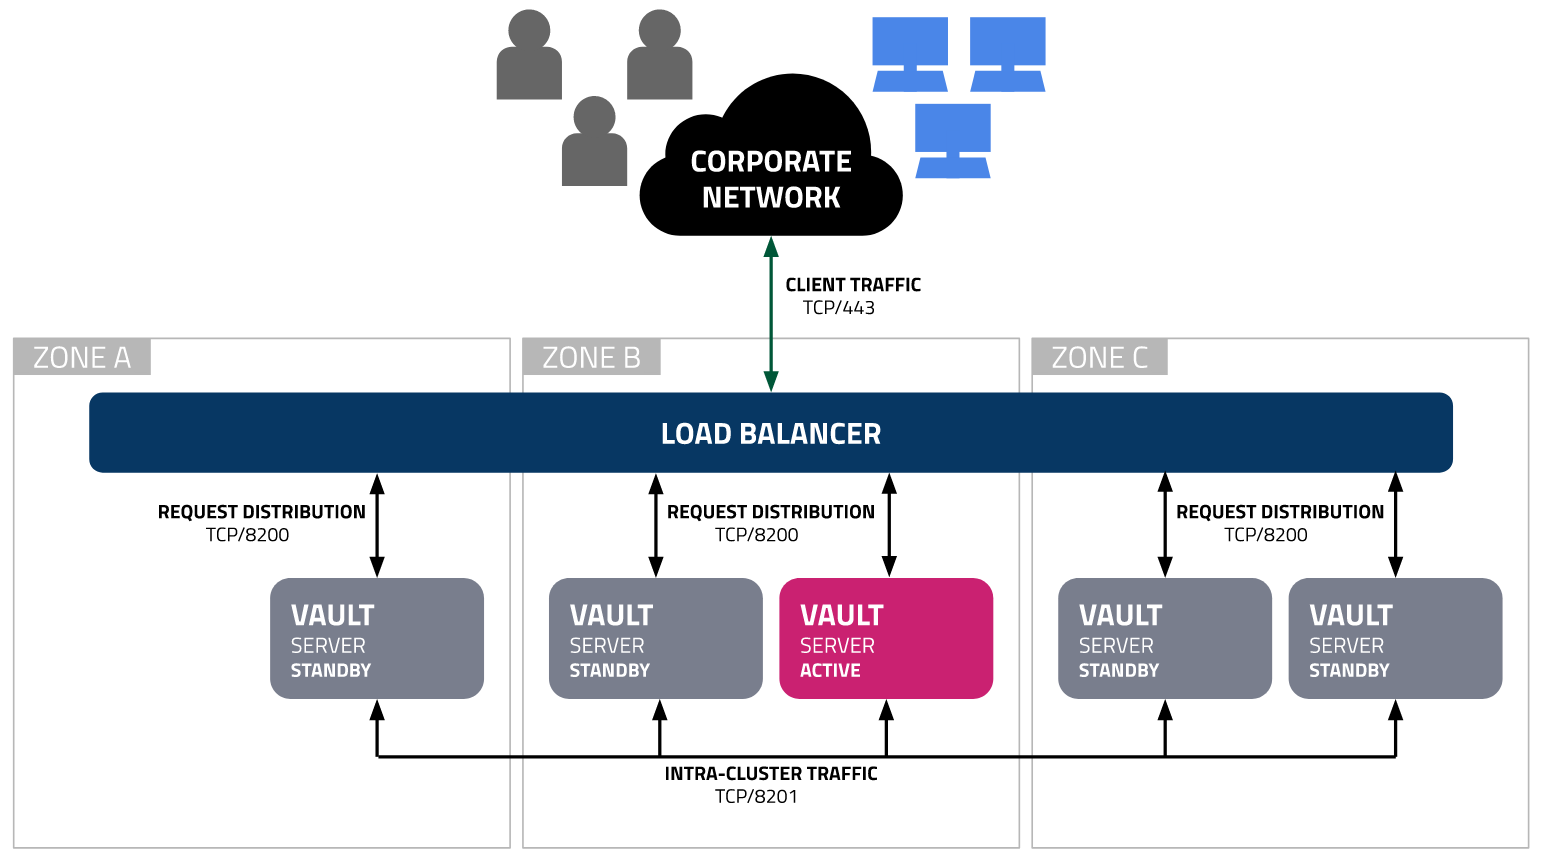 CORPORATE
NETWORK
CLIENT TRAFFIC
TCP/443
ZONE A
ZONE B
ZONE C
LOAD BALANCER
REQUEST DISTRIBUTION
TCP/8200
REQUEST DISTRIBUTION
TCP/8200
REQUEST DISTRIBUTION
TCP/8200
VAULT
SERVER
STANDBY
VAULT
SERVER
STANDBY
VAULT
SERVER
ACTIVE
VAULT
SERVER
STANDBY
VAULT
SERVER
STANDBY
INTRA-CLUSTER TRAFFIC
TCP/8201